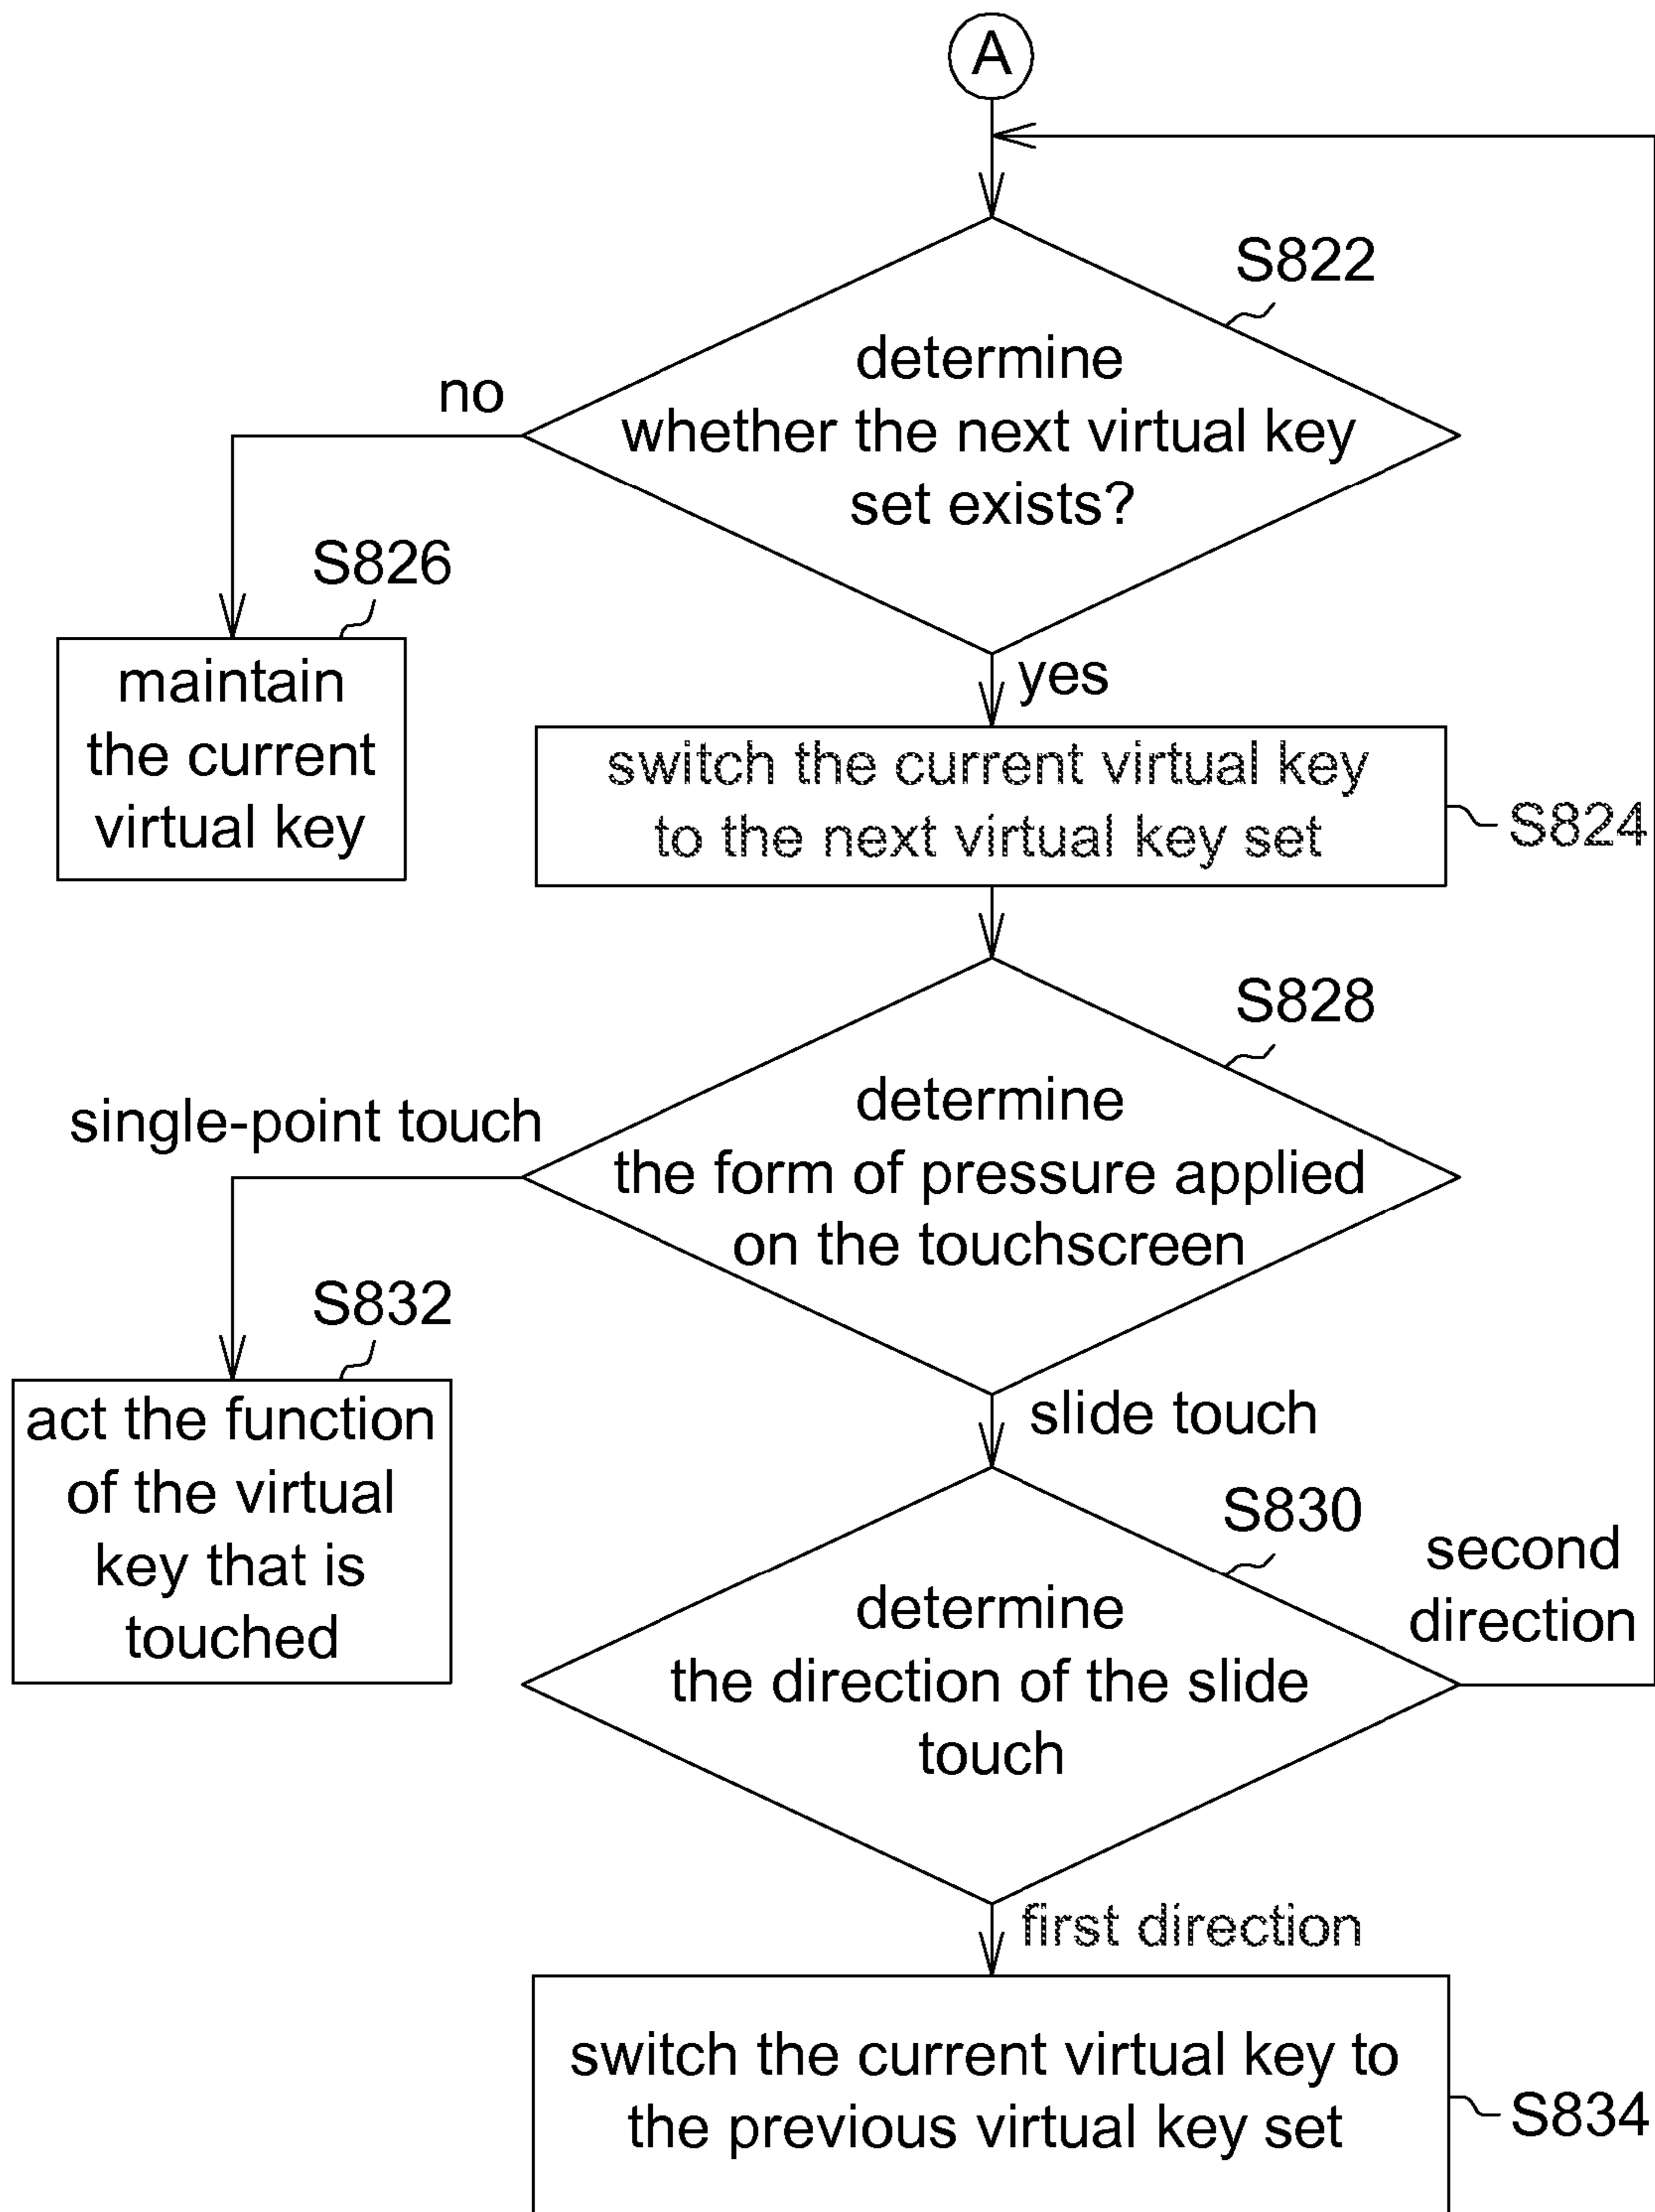 A
S822
determine
whether the next virtual key
set exists?
no
S826
maintain
the current
virtual key
yes
switch the current virtual key
to the next virtual key set
S824
S828
determine
the form of pressure applied
on the touchscreen
single-point touch
S832
act the function
of the virtual
key that is
touched
slide touch
S830
determine
the direction of the slide
touch
second
direction
first direction
switch the current virtual key to
the previous virtual key set
S834